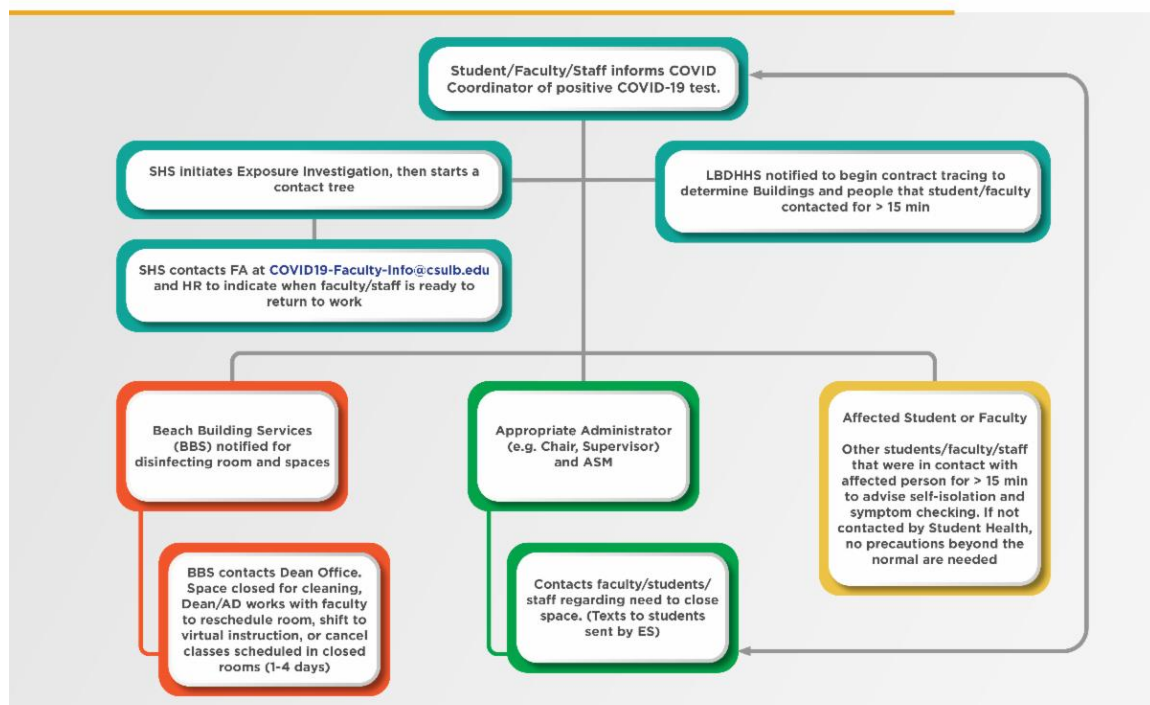 Student/Faculty/Staff informs COVID
Coordinator of positive COVID-19 test.
SHS initiates Exposure Investigation, then starts a
contact tree
LBDHHS notified to begin contract tracing to
determine Buildings and people that student/faculty
contacted for > 15 min
SHS contacts FA at COVID19-Faculty-Info@csulb.edu
and HR to indicate when faculty/staff is ready to
return to work
Beach Building Services
(BBS) notified for
disinfecting room and spaces
Appropriate Administrator
(e.g. Chair, Supervisor)
and ASM
Affected Student or Faculty
Other students/faculty/staff
that were in contact with
affected person for > 15 min
to advise self-isolation and
symptom checking. If not
contacted by Student Health,
no precautions beyond the
normal are needed
BBS contacts Dean Office.
Space closed for cleaning,
Dean/AD works with faculty
to reschedule room, shift to
virtual instruction, or cancel
classes scheduled in closed
rooms (1-4 days)
Contacts faculty/students/
staff regarding need to close
space. (Texts to students
sent by ES)